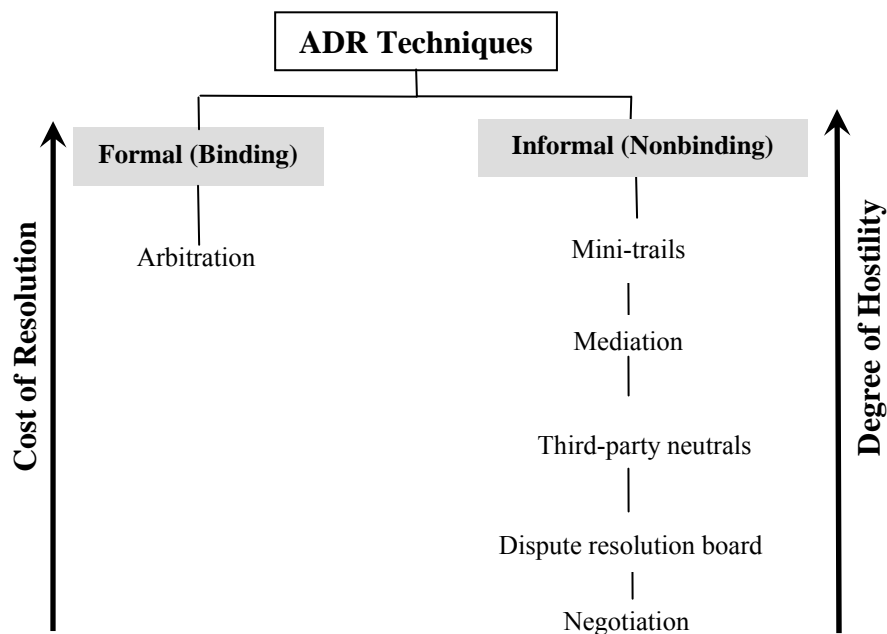 ADR Techniques
Formal (Binding)
Informal (Nonbinding)
Arbitration
Mini-trails
Mediation
Third-party neutrals
Dispute resolution board
Negotiation
Cost of Resolution
Degree of Hostility